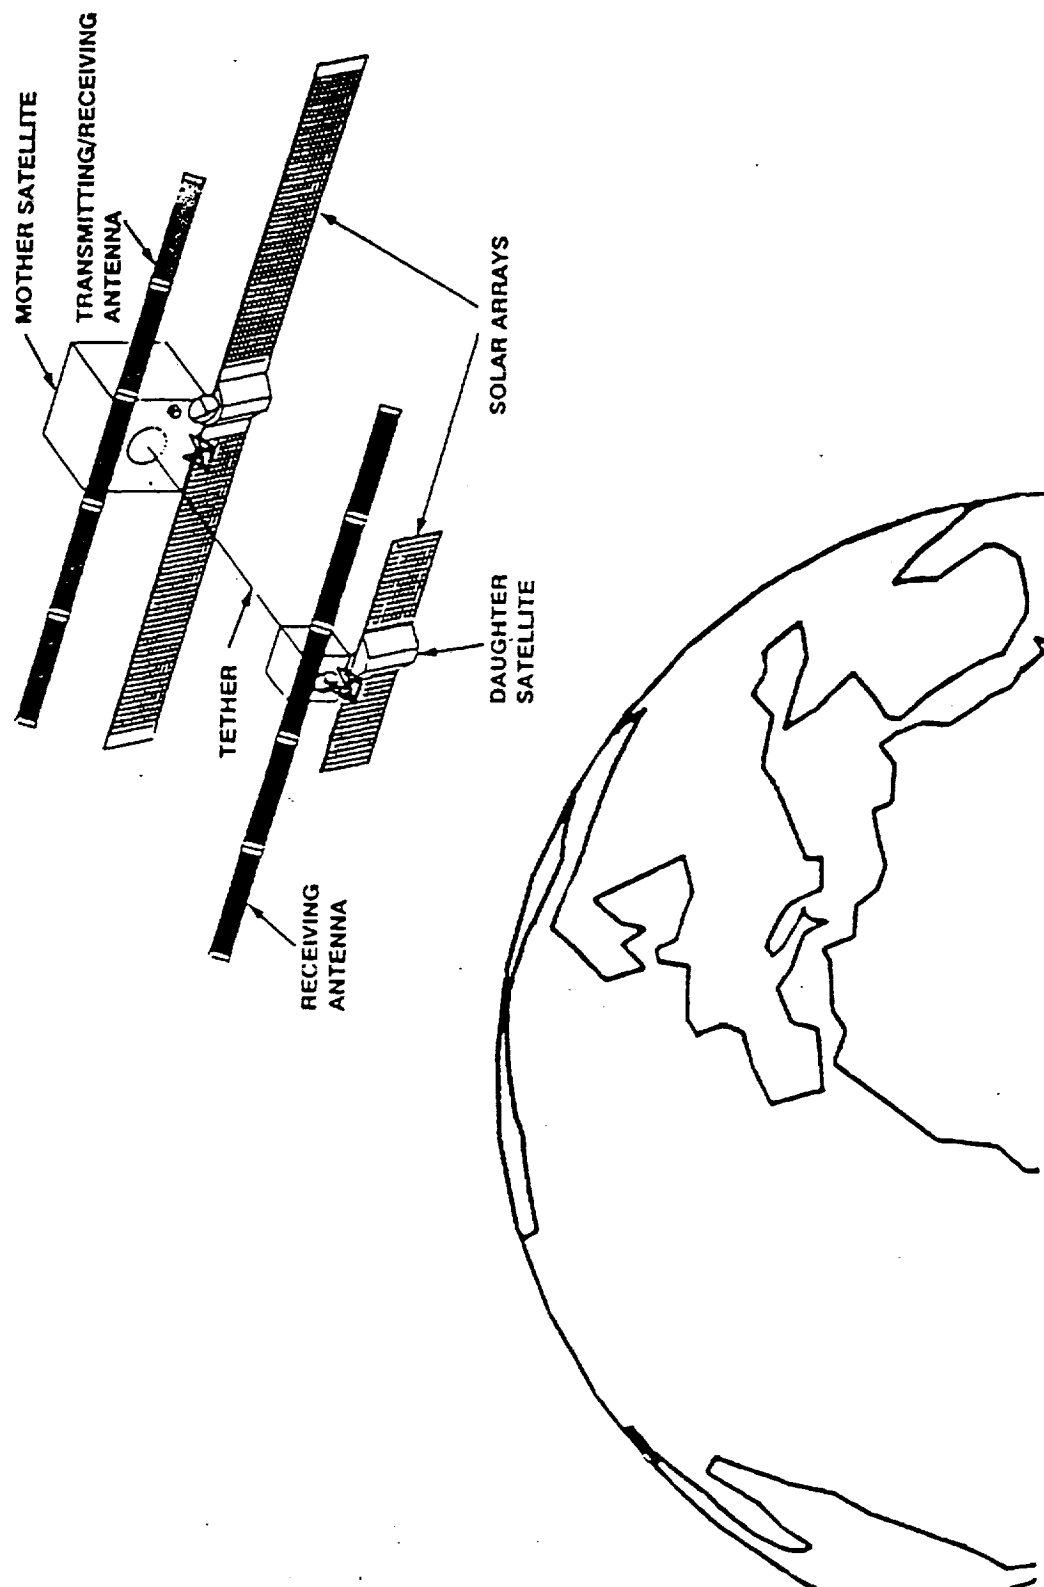 MOTHER SATELLITE
TRANSMITTING/RECEIVING
ANTENNA
TETHER
SOLAR ARRAYS
DAUGHTER
SATELLITE
RECEIVING
ANTENNA